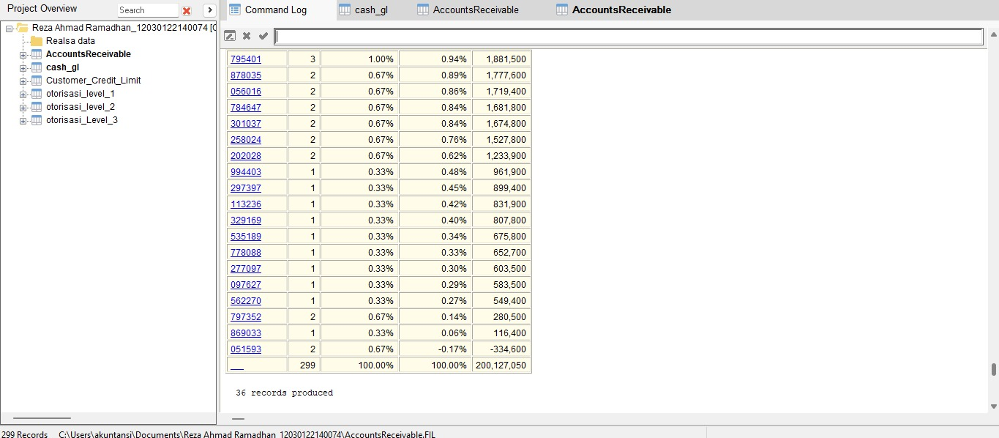 Project Overview
Search
Command Log
cash_gl
AccountsReceivable
AccountsReceivable
Reza Ahmad Ramadhan_12030122140074 [
Realsa data
AccountsReceivable
cash_gl
Customer_Credit_Limit
otorisasi_level_1
otorisasi_level_2
otorisasi_Level_3
795401 3 1.00% 0.94% 1,881,500
878035 2 0.67% 0.89% 1,777,600
056016 2 0.67% 0.86% 1,719,400
784647 2 0.67% 0.84% 1,681,800
301037 2 0.67% 0.84% 1,674,800
258024 2 0.67% 0.76% 1,527,800
202028 2 0.67% 0.62% 1,233,900
994403 1 0.33% 0.48% 961,900
297397 1 0.33% 0.45% 899,400
113236 1 0.33% 0.42% 831,900
329169 1 0.33% 0.40% 807,800
535189 1 0.33% 0.34% 675,800
778088 1 0.33% 0.33% 652,700
277097 1 0.33% 0.30% 603,500
097627 1 0.33% 0.29% 583,500
562270 1 0.33% 0.27% 549,400
797352 2 0.67% 0.14% 280,500
869033 1 0.33% 0.06% 116,400
051593 2 0.67% -0.17% -334,600
299 100.00% 100.00% 200,127,050
36 records produced
299 Records C:\Users\akuntansi\Documents\Reza Ahmad Ramadhan_12030122140074\AccountsReceivable.FIL